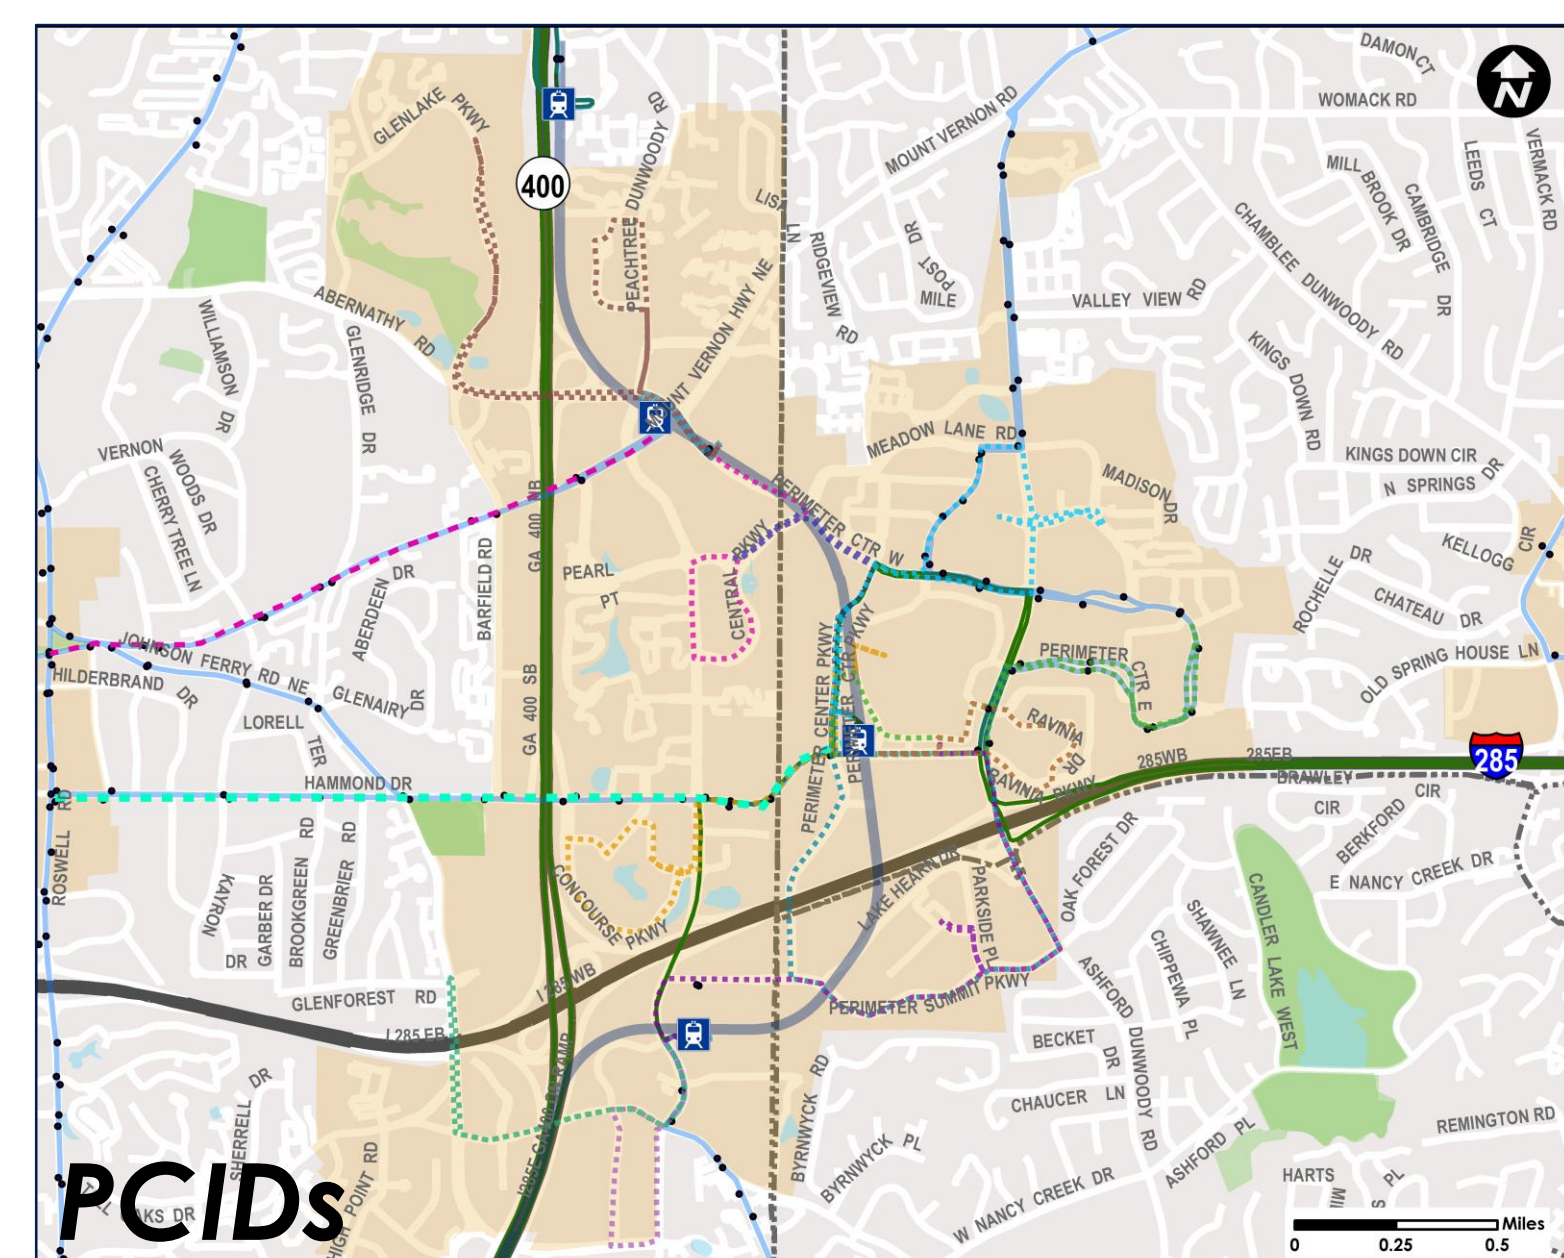 DAMON CT
N
WOMACK RD
GLENLAKE PKWY
MOUNT VERNON RD
PEACHTREE DUNWOODY RD
400
MILL BROOK DR
CAMBRIDGE DR
LEEDS CT
VERMACK RD
LN
RIDGEVIEW RD
POST DR
MILE
VALLEY VIEW RD
CHAMBLEE DUNWOODY RD
ABERNATHY RD
WILLIAMSON DR
GLENRIDGE DR
MOUNT VERNON HWY NE
KINGS DOWN RD
MEADOW LANE RD
KINGS DOWN CIR
N SPRINGS DR
MADISON DR
VERNON WOODS DR
CHERRY TREE LN
PERIMETER CTR W
KELLOGG CIR
GA 400 NB
PEARL PT
CENTRAL PKWY
BARFIELD RD
ABERDEEN DR
ROCHELLE DR
CHATEAU DR
JOHNSON FERRY RD NE
HILDERBRAND DR
GLENAIRY DR
LORELL TER
GA 400 SB
PERIMETER CENTER PKWY
PERIMETER CTR PKWY
PERIMETER CTR E
OLD SPRING HOUSE LN
RAVINIA DR
RAVINIA PKWY
285WB
285EB
285
HAMMOND DR
BRAWLEY CIR
BERKFORD CIR
E NANCY CREEK DR
ROSWELL RD
KAYRON DR
GARBER DR
BROOKGREEN RD
GREENBRIER RD
CONCOURSE PKWY
LAKE HEARN DR
PARKSIDE PL
OAK FOREST DR
CANDLER LAKE WEST
SHAWNEE LN
CHIPPEWA PL
I 285 WB
GLENFOREST RD
I 285 EB
PERIMETER SUMMIT PKWY
ASHFORD DUNWOODY RD
BECKET DR
CHAUCER LN
SHERRELL DR
BYRNWYCK RD
BYRNWYCK PL
W NANCY CREEK DR
ASHFORD PL
REMINGTON RD
HARTS
PL
OAKS DR
HIGH POINT RD
PCIDs
Miles
0 0.25 0.5